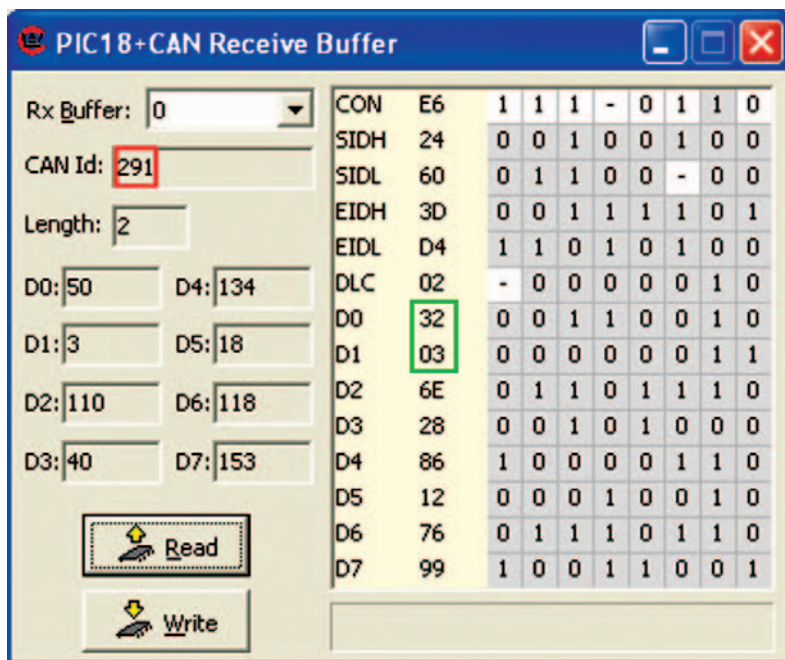 PIC18+CAN Receive Buffer
Rx Buffer: 0
CAN Id: 291
Length: 2
D0: 50 D4: 134
D1: 3 D5: 18
D2: 110 D6: 118
D3: 40 D7: 153
Read
Write
CON E6 1 1 1 - 0 1 1 0
SIDH 24 0 0 1 0 0 1 0 0
SIDL 60 0 1 1 0 0 - 0 0
EIDH 3D 0 0 1 1 1 1 0 1
EIDL D4 1 1 0 1 0 1 0 0
DLC 02 - 0 0 0 0 0 1 0
D0 32 0 0 1 1 0 0 1 0
D1 03 0 0 0 0 0 0 1 1
D2 6E 0 1 1 0 1 1 1 0
D3 28 0 0 1 0 1 0 0 0
D4 86 1 0 0 0 0 1 1 0
D5 12 0 0 0 1 0 0 1 0
D6 76 0 1 1 1 0 1 1 0
D7 99 1 0 0 1 1 0 0 1